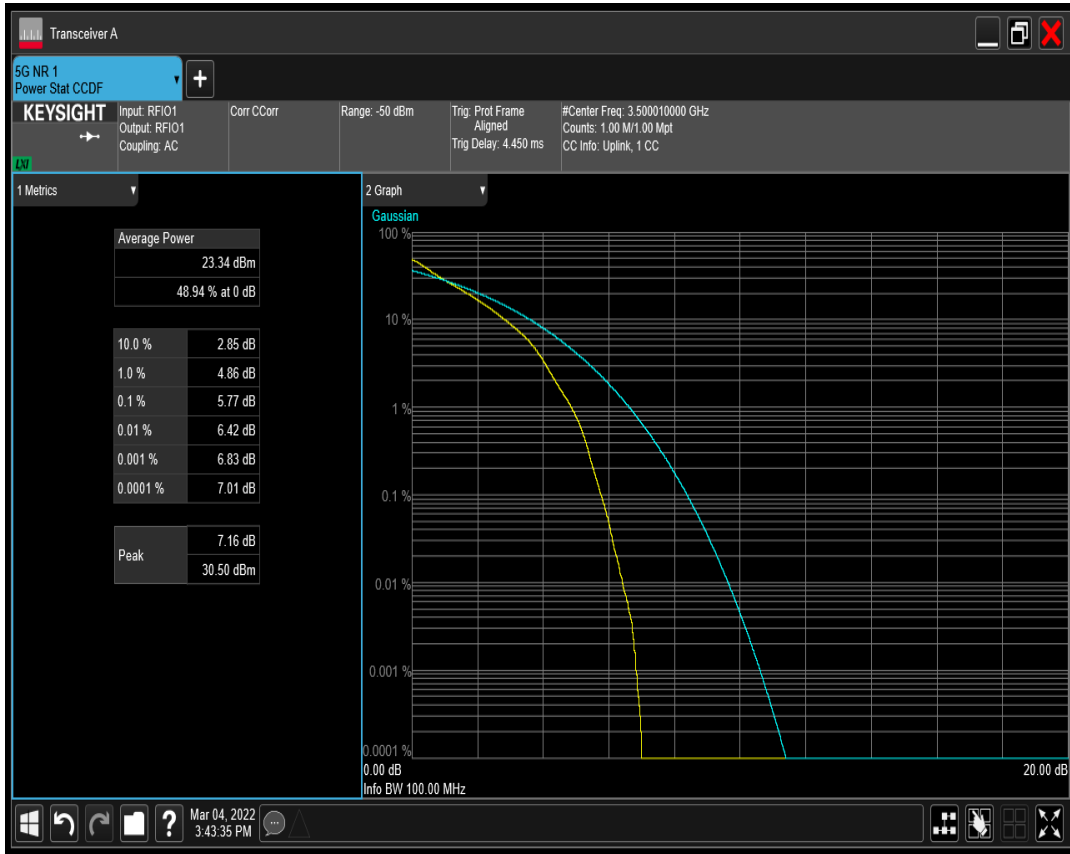 Transceiver A
5G NR 1
Power Stat CCDF
+
KEYSIGHT
LXI
Input: RFIO1
Output: RFIO1
Coupling: AC
Corr CCorr
Range: -50 dBm
Trig: Prot Frame
Aligned
Trig Delay: 4.450 ms
#Center Freq: 3.500010000 GHz
Counts: 1.00 M/1.00 Mpt
CC Info: Uplink, 1 CC
1 Metrics
Average Power
23.34 dBm
48.94 % at 0 dB
10.0 % 2.85 dB
1.0 % 4.86 dB
0.1 % 5.77 dB
0.01 % 6.42 dB
0.001 % 6.83 dB
0.0001 % 7.01 dB
Peak
7.16 dB
30.50 dBm
2 Graph
Gaussian
100 %
10 %
1 %
0.1 %
0.01 %
0.001 %
0.0001 %
0.00 dB 20.00 dB
Info BW 100.00 MHz
?
Mar 04, 2022
3:43:35 PM